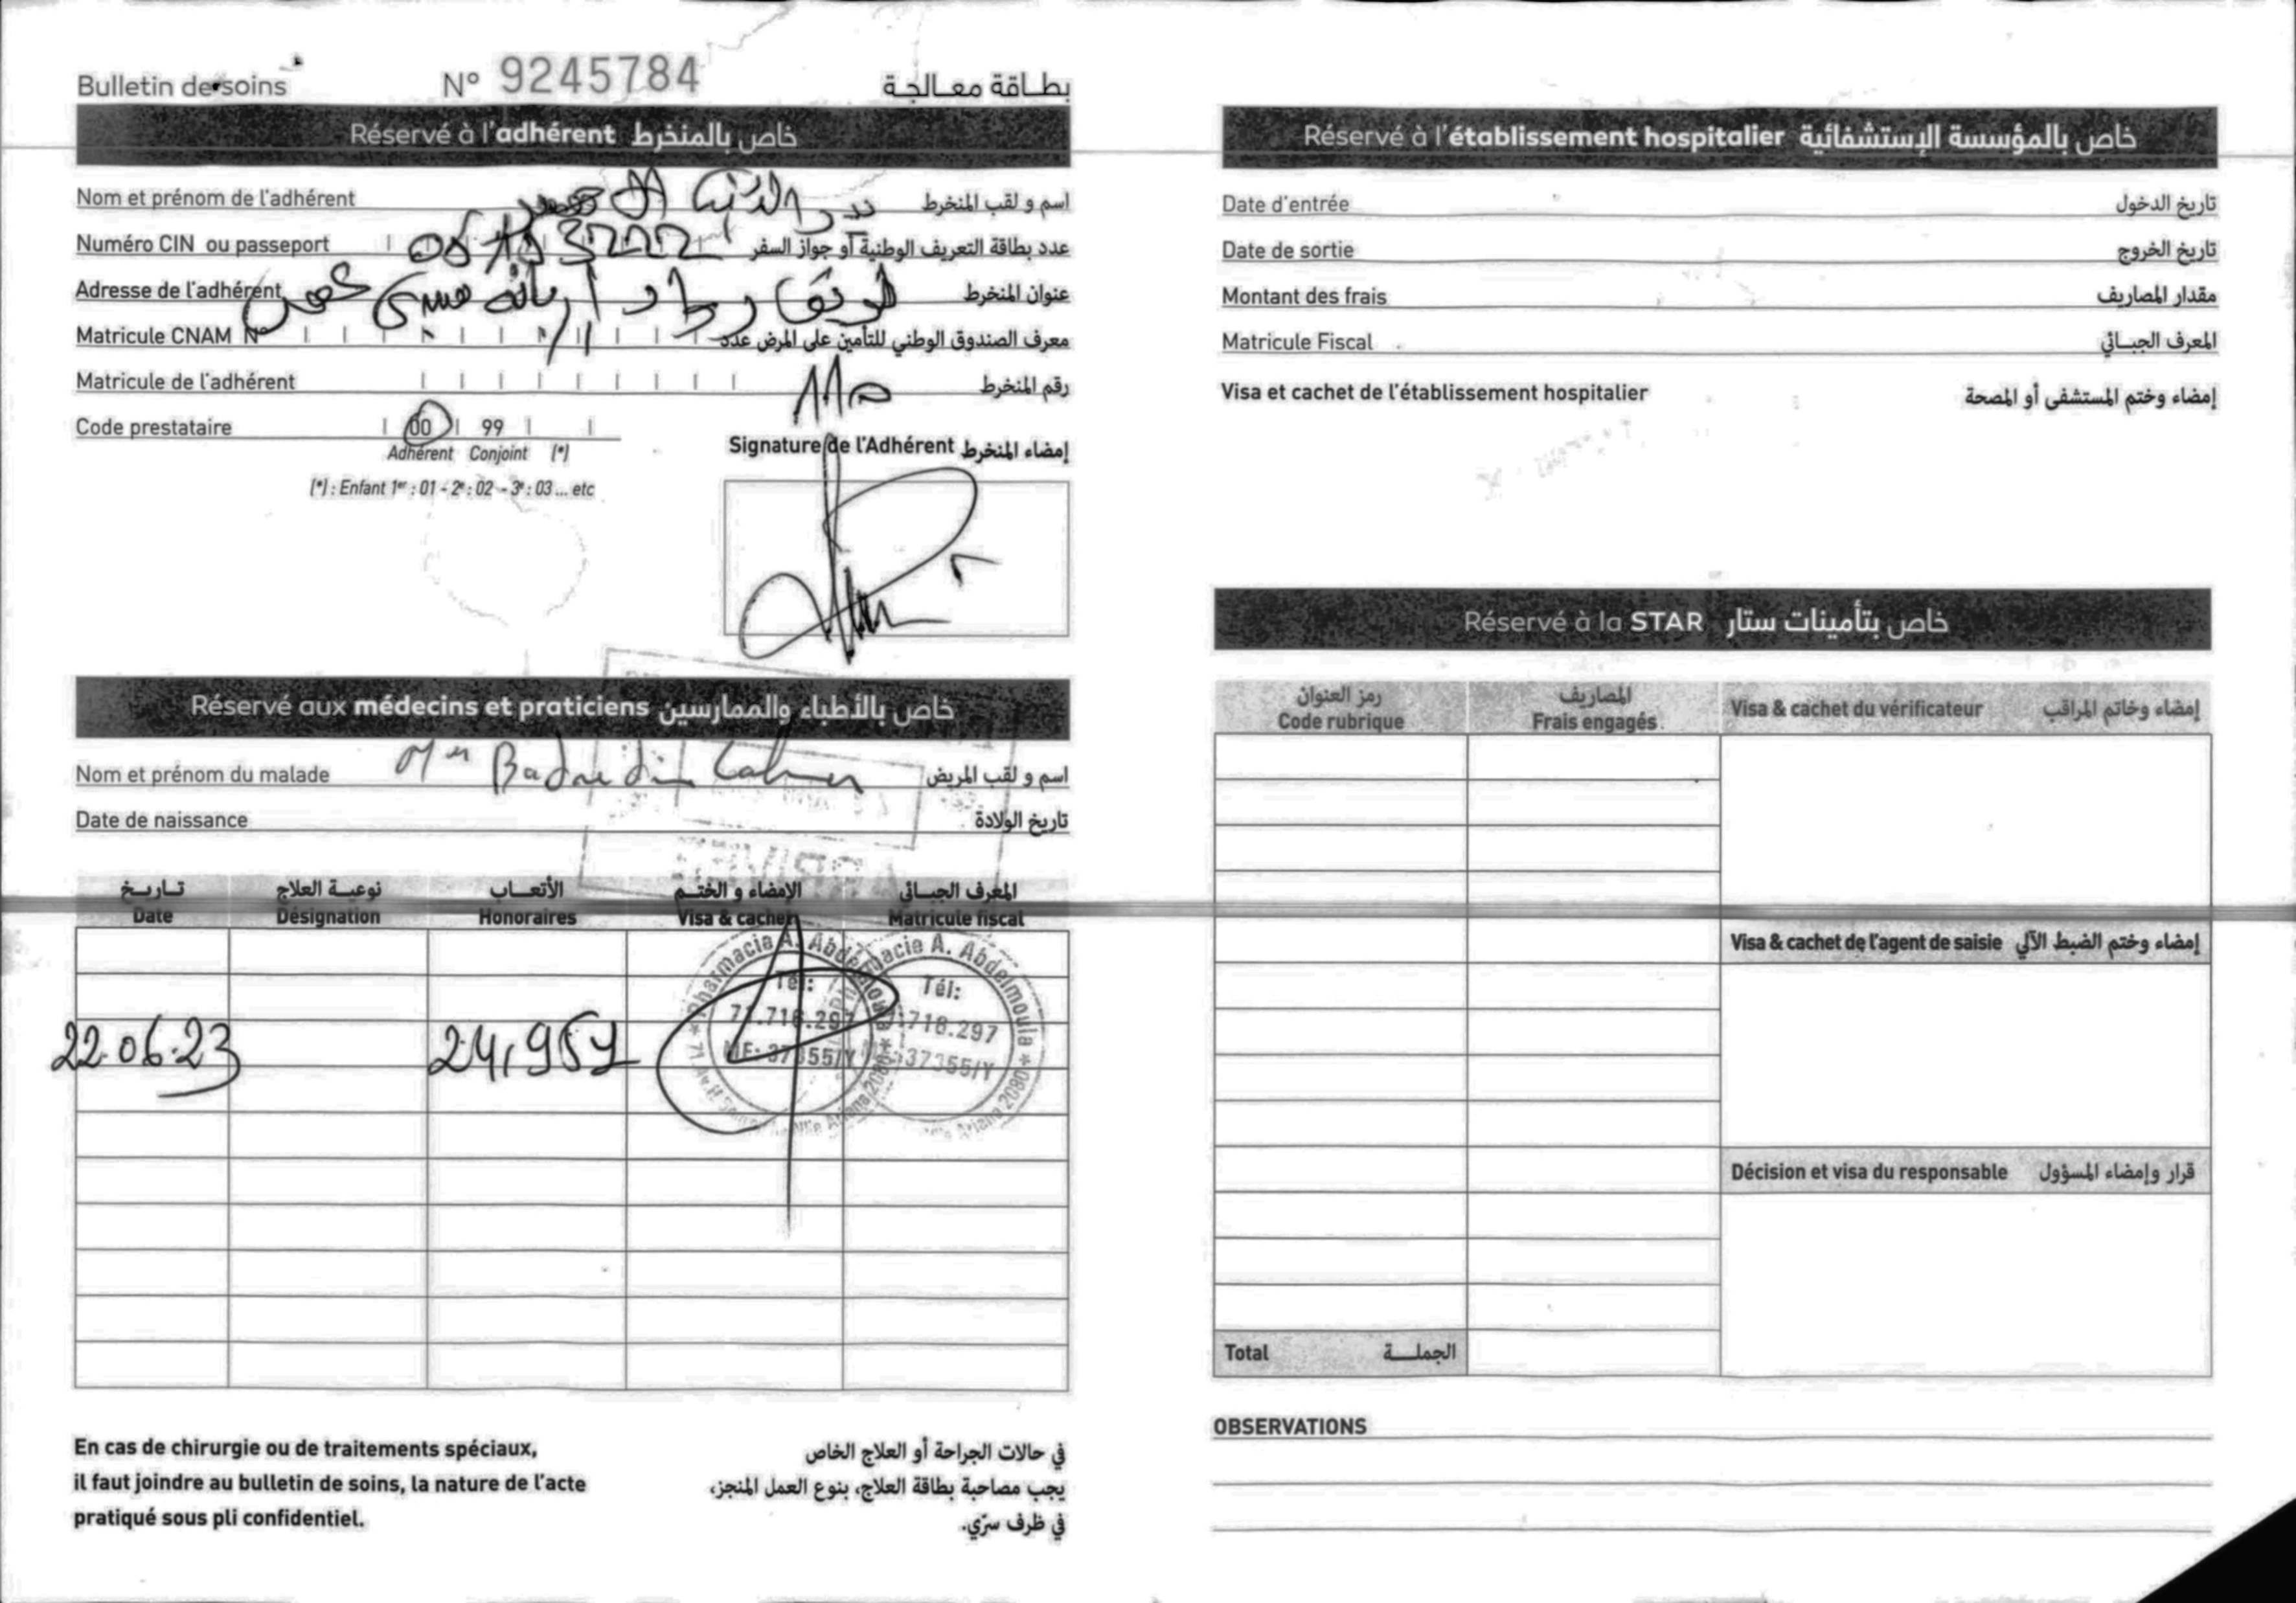 Bulletin de soins N° 9245784 بطاقة معالجة
Réservé à l'adhérent خاص بالمنخرط
Nom et prénom de l'adhérent بدر الدين اسم و لقب المنخرط
Numéro CIN ou passeport عدد بطاقة التعريف الوطنية أو جواز السفر
Adresse de l'adhérent عنوان المنخرط
Matricule CNAM N° معرف الصندوق الوطني للتأمين على المرض عدد
Matricule de l'adhérent رقم المنخرط
Code prestataire 00 99
Adhérent Conjoint (*)
(*) : Enfant 1er : 01 - 2e : 02 - 3e : 03 ... etc
Signature de l'Adhérent إمضاء المنخرط
Réservé aux médecins et praticiens خاص بالأطباء والممارسين
Nom et prénom du malade اسم و لقب المريض
Date de naissance تاريخ الولادة
تاريخ نوعية العلاج الأتعاب الإمضاء و الختم المعرف الجبائي
Date Désignation Honoraires Visa & cachet Matricule fiscal
22.06.23 24,957
Pharmacie A. Abdelmoula
Tél:
71.716.297
MF: 37355/Y
Pharmacie A. Abdelmoula
Tél:
71.716.297
MF: 37355/Y
Ariana 2080
En cas de chirurgie ou de traitements spéciaux,
il faut joindre au bulletin de soins, la nature de l'acte
pratiqué sous pli confidentiel.
في حالات الجراحة أو العلاج الخاص
يجب مصاحبة بطاقة العلاج، بنوع العمل المنجز،
في ظرف سرّي.
Réservé à l'établissement hospitalier خاص بالمؤسسة الإستشفائية
Date d'entrée تاريخ الدخول
Date de sortie تاريخ الخروج
Montant des frais مقدار المصاريف
Matricule Fiscal المعرف الجبائي
Visa et cachet de l'établissement hospitalier إمضاء وختم المستشفى أو المصحة
Réservé à la STAR خاص بتأمينات ستار
رمز العنوان المصاريف
Code rubrique Frais engagés Visa & cachet du vérificateur إمضاء وخاتم المراقب
Visa & cachet de l'agent de saisie إمضاء وختم الضبط الآلي
Décision et visa du responsable قرار وإمضاء المسؤول
Total الجملة
OBSERVATIONS